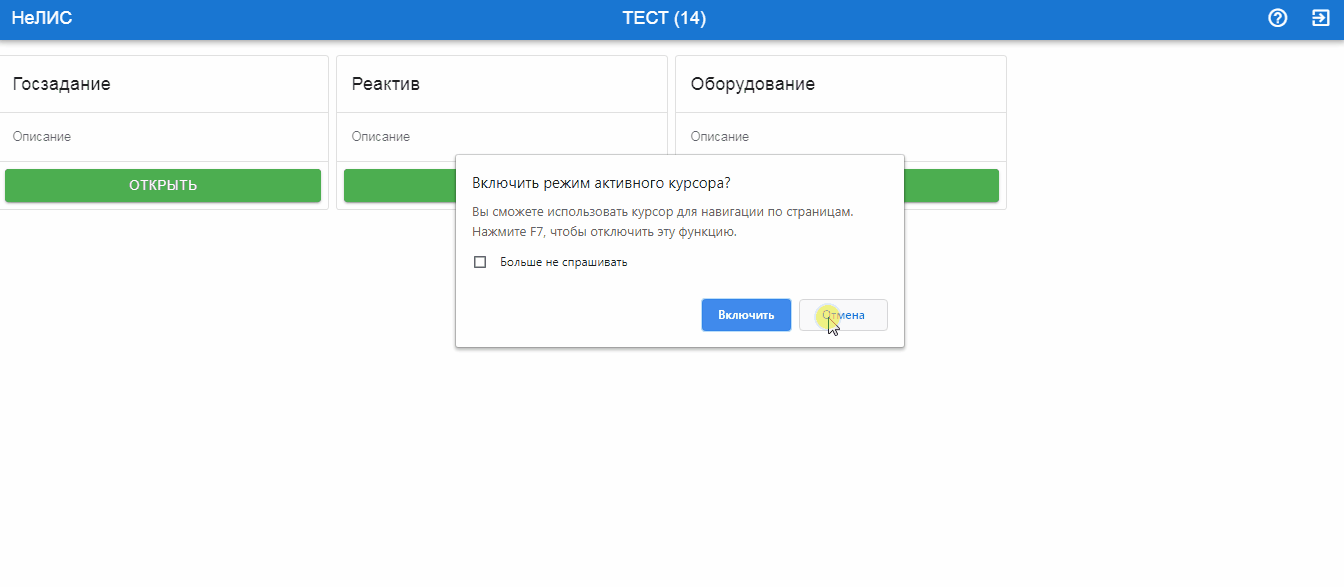 НеЛИС
ТЕСТ (14)
Госзадание
Реактив
Оборудование
Описание
Описание
Описание
ОТКРЫТЬ
Включить режим активного курсора?
Вы сможете использовать курсор для навигации по страницам.
Нажмите F7, чтобы отключить эту функцию.
Больше не спрашивать
Включить
Отмена